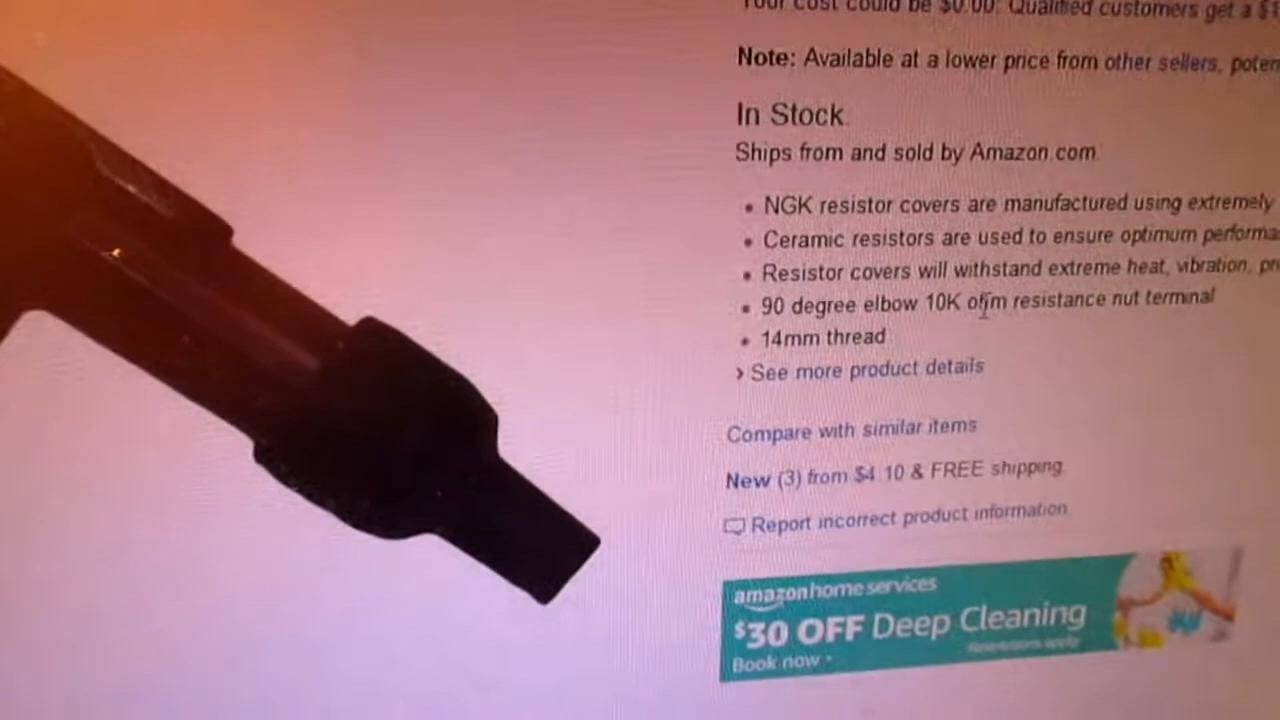 Your cost could be $0.00: Qualified customers get a
Note: Available at a lower price from other sellers,
In Stock.
Ships from and sold by Amazon.com.
NGK resistor covers are manufactured using extremely
Ceramic resistors are used to ensure optimum
Resistor covers will withstand extreme heat, vibration,
90 degree elbow 10K ohm resistance nut terminal
14mm thread
› See more product details
Compare with similar items
New (3) from $4.10 & FREE shipping
Report incorrect product information
amazon home services
$30 OFF Deep Cleaning
Book now